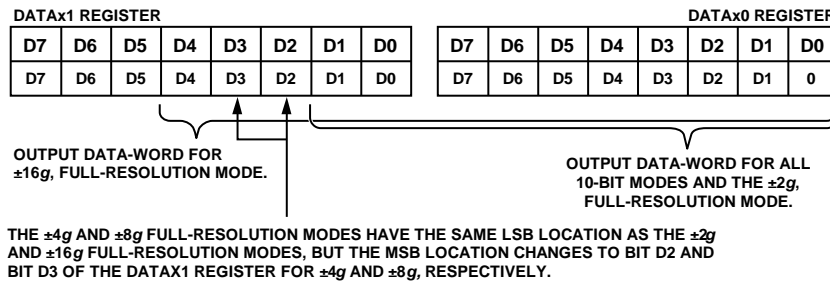 DATAx1 REGISTER DATAx0 REGISTER
D7 D6 D5 D4 D3 D2 D1 D0 D7 D6 D5 D4 D3 D2 D1 D0
D7 D6 D5 D4 D3 D2 D1 D0 D7 D6 D5 D4 D3 D2 D1 0
OUTPUT DATA-WORD FOR
±16g, FULL-RESOLUTION MODE.
OUTPUT DATA-WORD FOR ALL
10-BIT MODES AND THE ±2g,
FULL-RESOLUTION MODE.
THE ±4g AND ±8g FULL-RESOLUTION MODES HAVE THE SAME LSB LOCATION AS THE ±2g
AND ±16g FULL-RESOLUTION MODES, BUT THE MSB LOCATION CHANGES TO BIT D2 AND
BIT D3 OF THE DATAX1 REGISTER FOR ±4g AND ±8g, RESPECTIVELY.